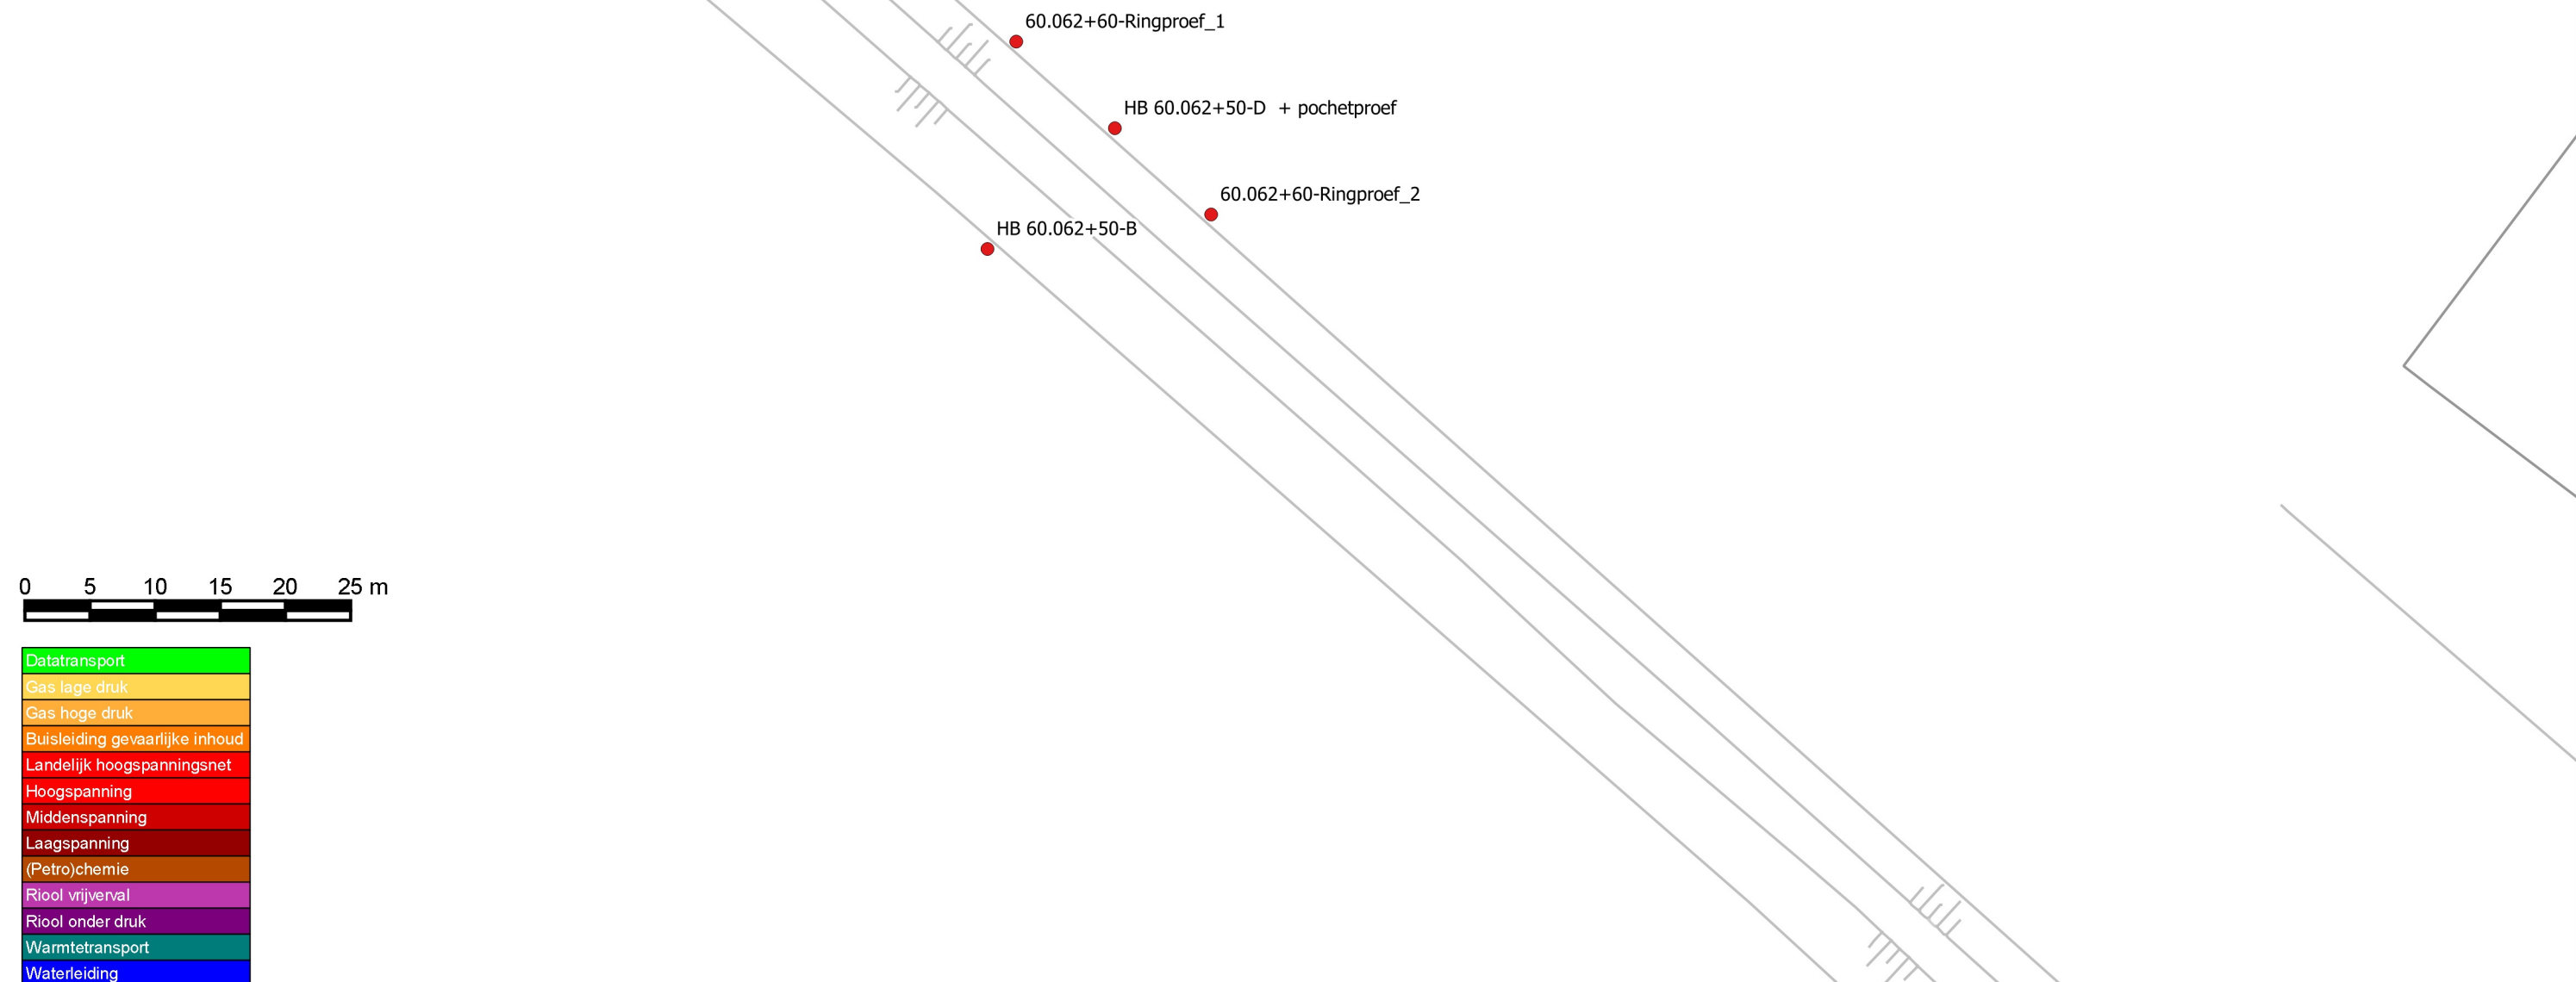 60.062+60-Ringproef_1
HB 60.062+50-D + pochetproef
60.062+60-Ringproef_2
HB 60.062+50-B
0 5 10 15 20 25 m
Datatransport
Gas lage druk
Gas hoge druk
Buisleiding gevaarlijke inhoud
Landelijk hoogspanningsnet
Hoogspanning
Middenspanning
Laagspanning
(Petro)chemie
Riool vrijverval
Riool onder druk
Warmtetransport
Waterleiding